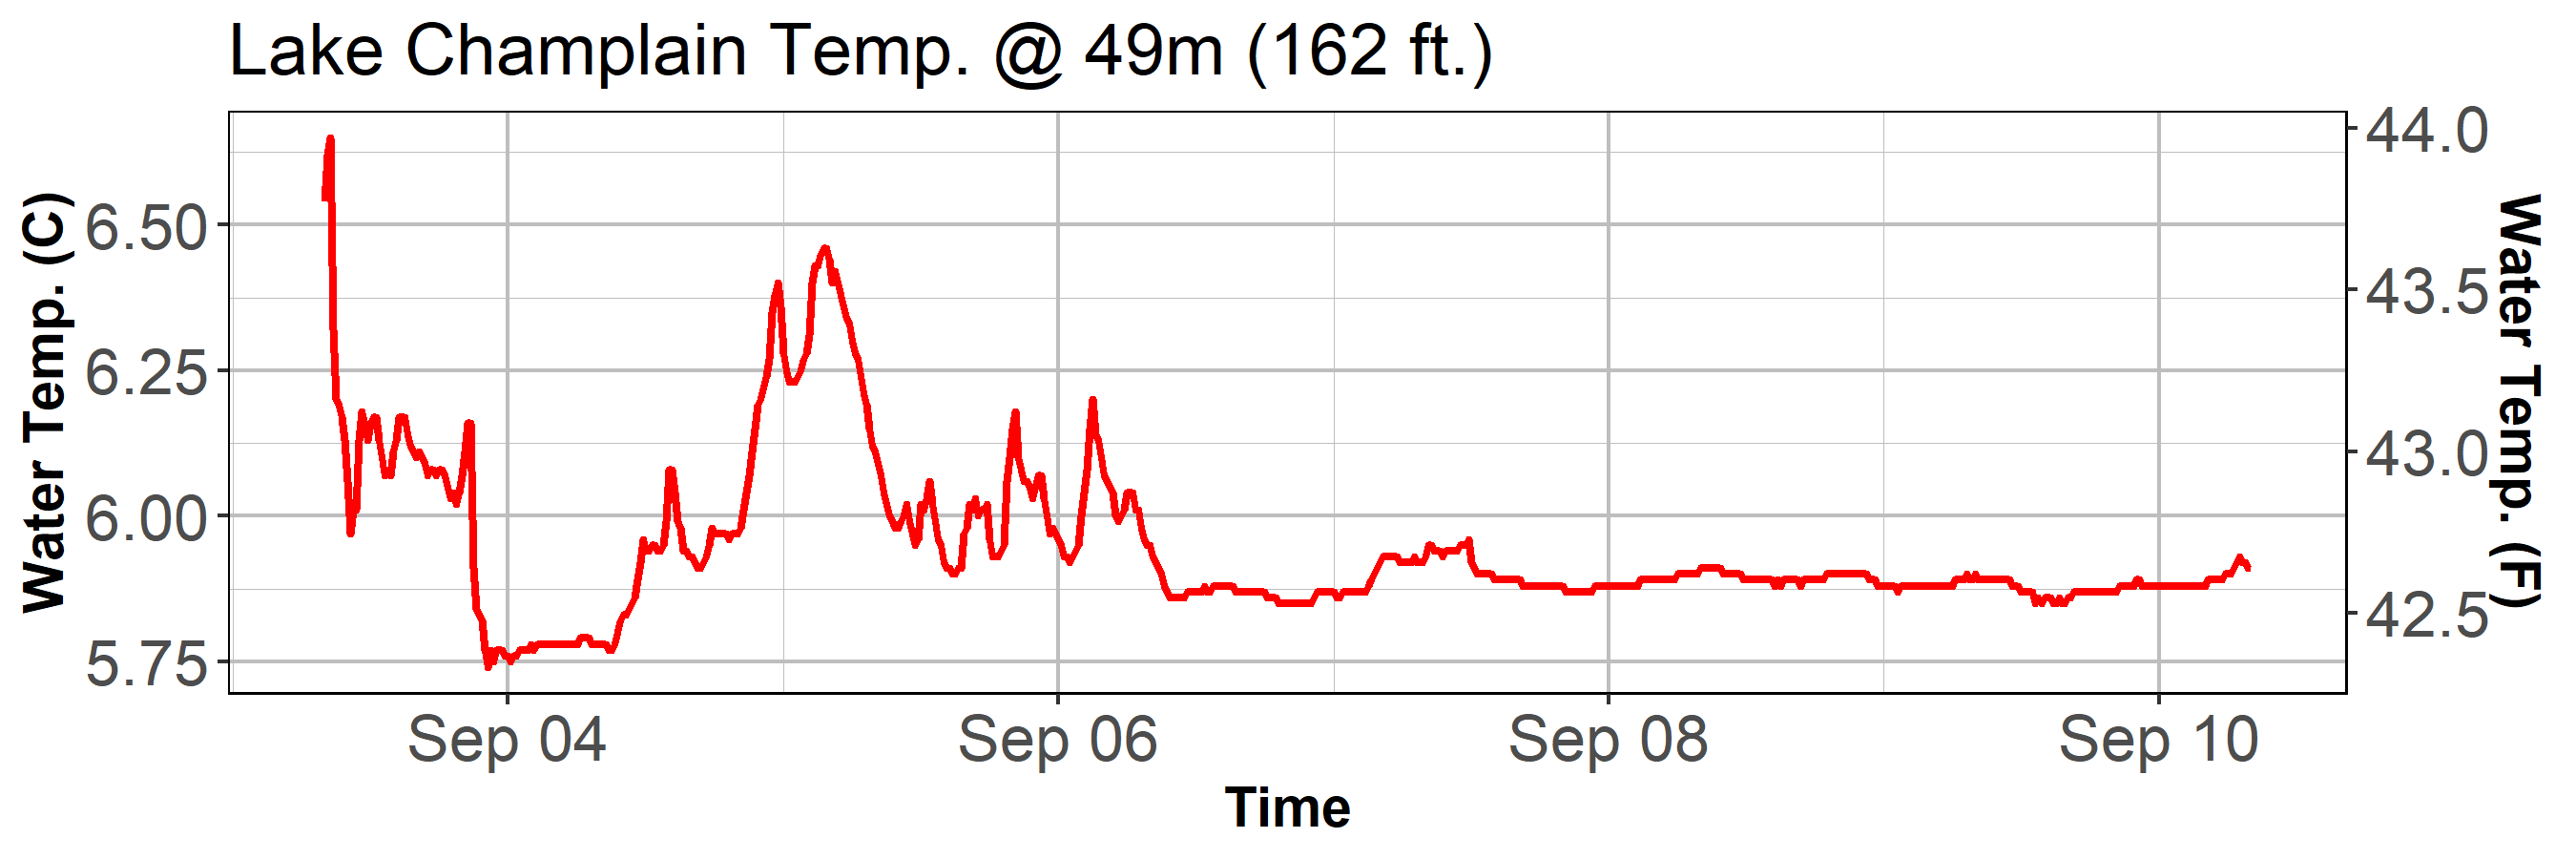 Lake Champlain Temp. @ 49m (162 ft.)
Water Temp. (C)
6.50
6.25
6.00
5.75
44.0
43.5
43.0
42.5
Water Temp. (F)
Sep 04 Sep 06 Sep 08 Sep 10
Time